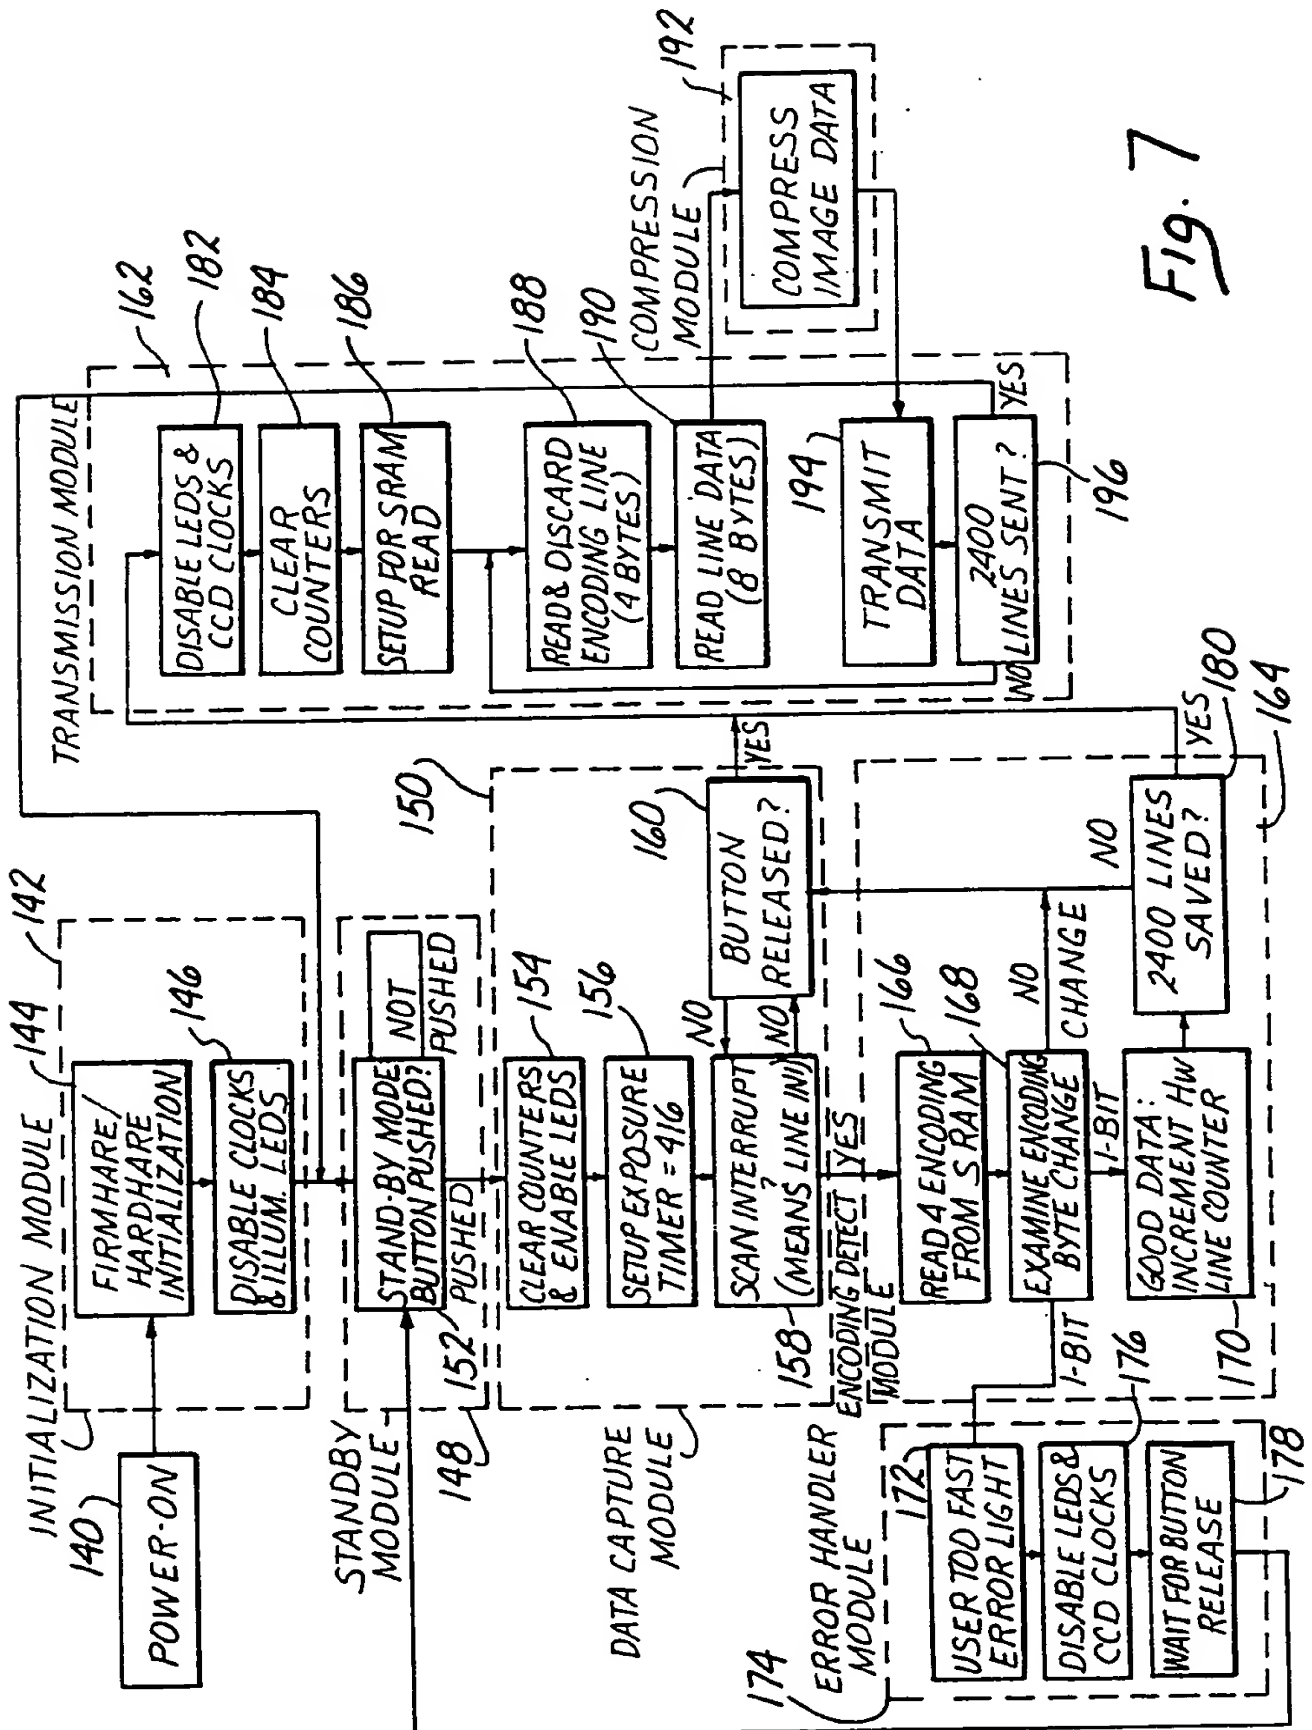 INITIALIZATION MODULE
144
142
140
POWER-ON
FIRMHARE/
HARDHARE
INITIALIZATION
146
DISABLE CLOCKS
& ILLUM. LEDS
STANDBY
MODULE
148
STAND-BY MODE
BUTTON PUSHED?
NOT
PUSHED
152
PUSHED
DATA CAPTURE
MODULE
150
CLEAR COUNTERS
& ENABLE LEDS
154
SETUP EXPOSURE
TIMER = 416
156
SCAN INTERRUPT
?
(MEANS LINE IN)
158
NO
NO
BUTTON
RELEASED?
160
YES
ENCODING DETECT
MODULE
YES
READ 4 ENCODING
FROM SRAM
166
EXAMINE ENCODING
BYTE CHANGE
168
NO
CHANGE
1-BIT
1-BIT
GOOD DATA:
INCREMENT HW
LINE COUNTER
170
2400 LINES
SAVED?
NO
YES
180
164
ERROR HANDLER
MODULE
174
172
USER TOO FAST
ERROR LIGHT
DISABLE LEDS &
CCD CLOCKS
176
WAIT FOR BUTTON
RELEASE
178
TRANSMISSION MODULE
162
DISABLE LEDS &
CCD CLOCKS
182
CLEAR
COUNTERS
184
SETUP FOR SRAM
READ
186
READ & DISCARD
ENCODING LINE
(4 BYTES)
188
READ LINE DATA
(8 BYTES)
190
COMPRESSION
MODULE
192
COMPRESS
IMAGE DATA
194
TRANSMIT
DATA
2400
LINES SENT?
NO
YES
196
Fig. 7